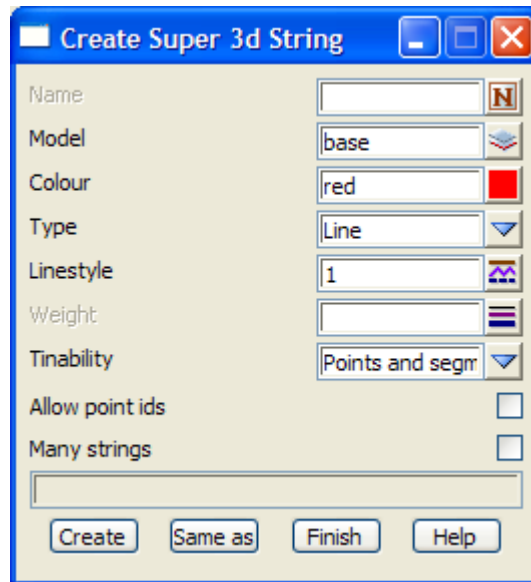 Create Super 3d String
Name N
Model base
Colour red
Type Line
Linestyle 1
Weight
Tinability Points and segm
Allow point ids
Many strings
Create Same as Finish Help